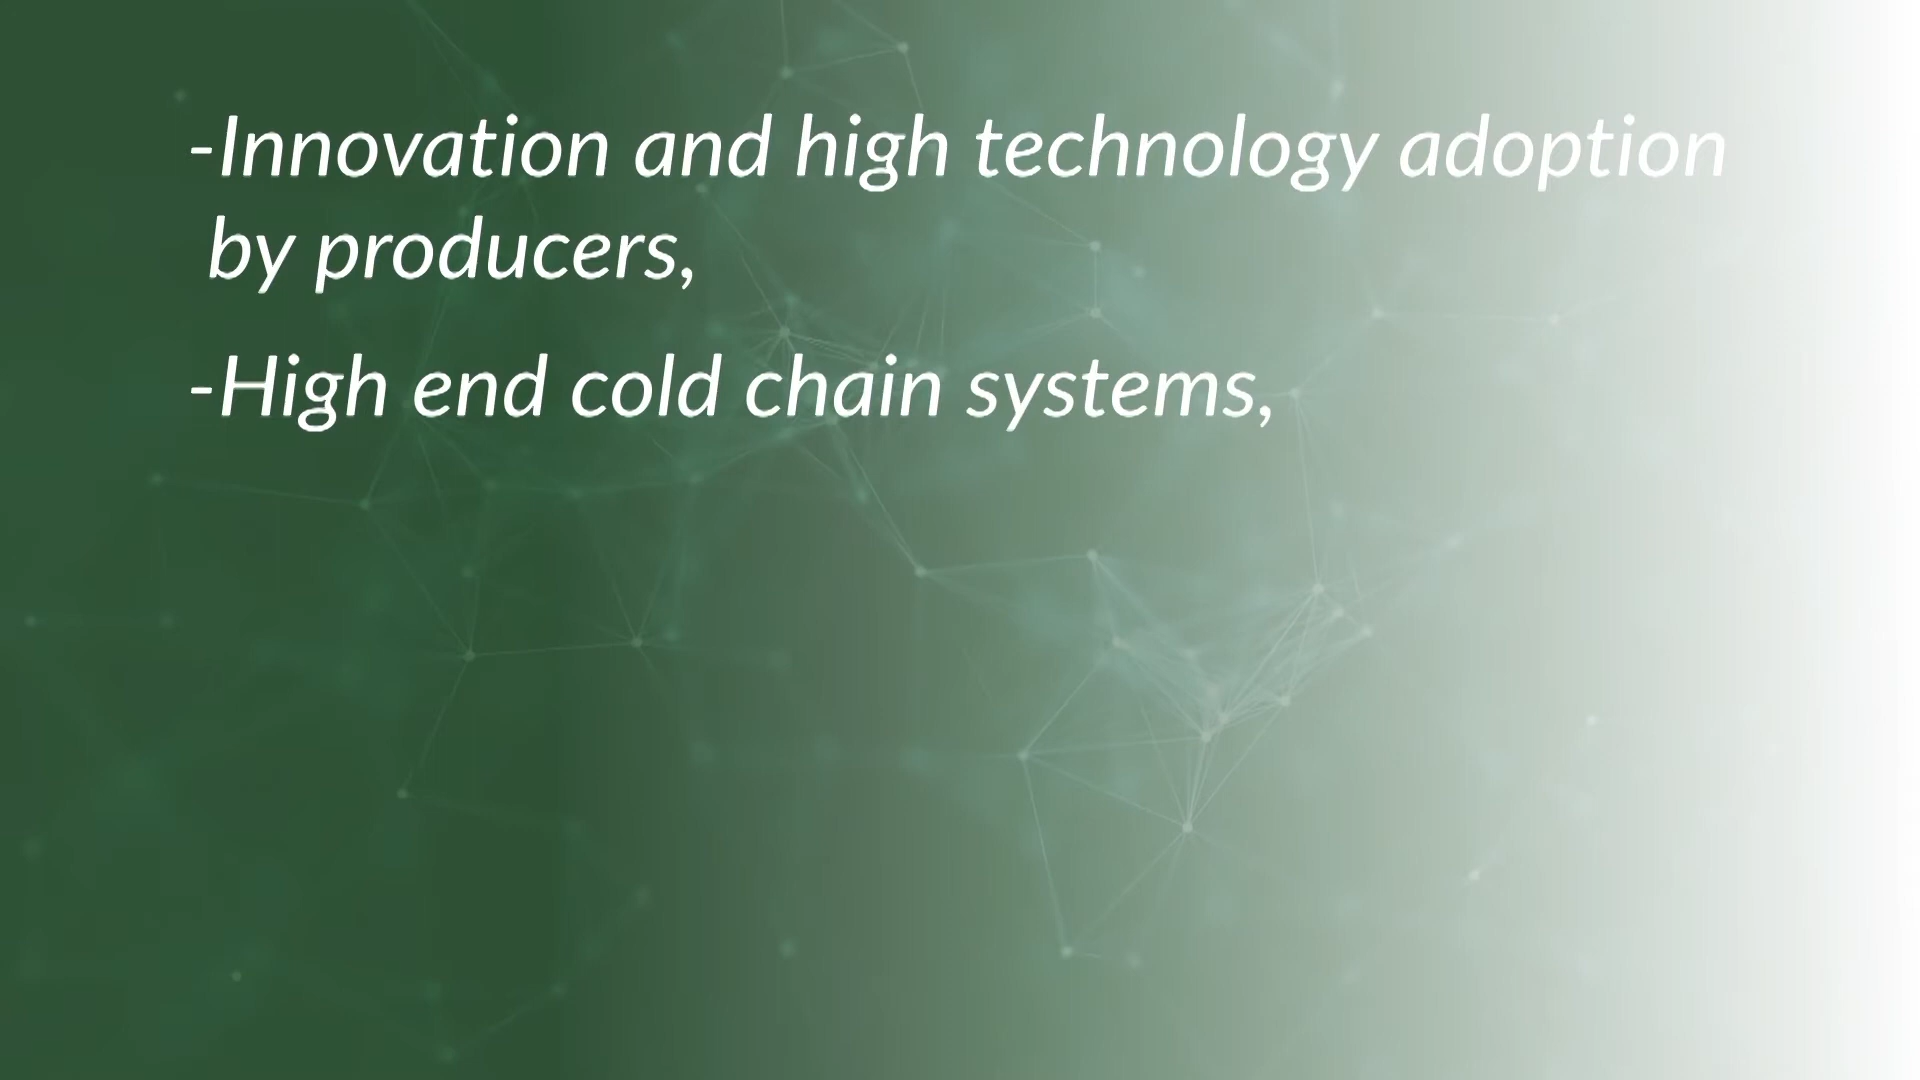 -Innovation and high technology adoption
by producers,
-High end cold chain systems,